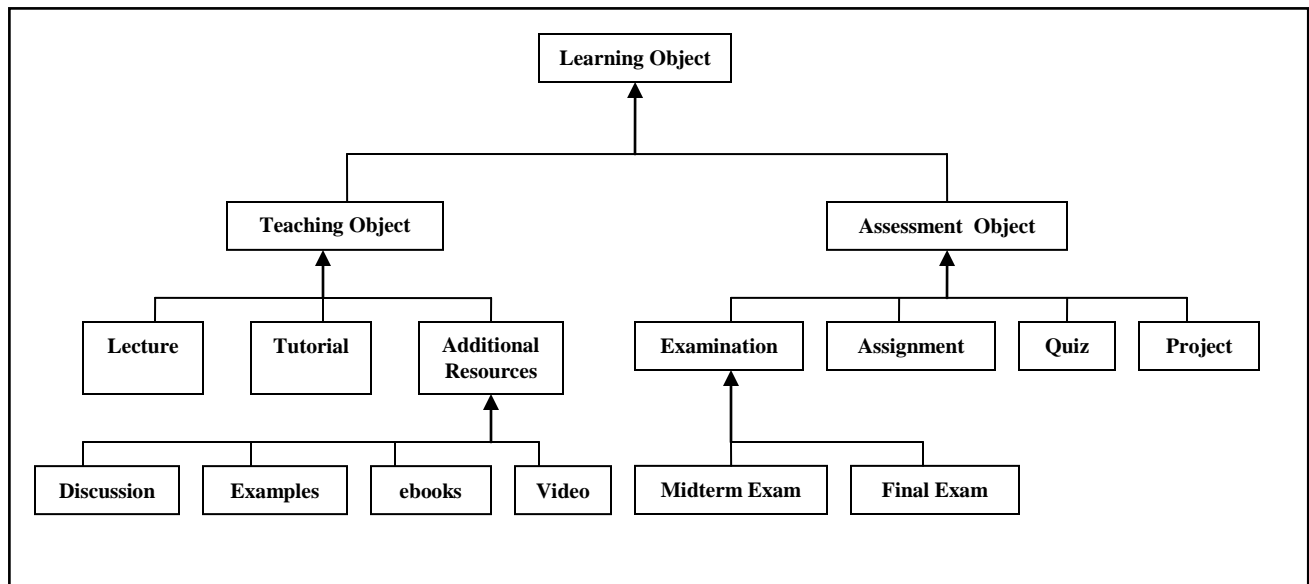 Learning Object
Teaching Object
Assessment Object
Lecture
Tutorial
Additional
Resources
Examination
Assignment
Quiz
Project
Discussion
Examples
ebooks
Video
Midterm Exam
Final Exam